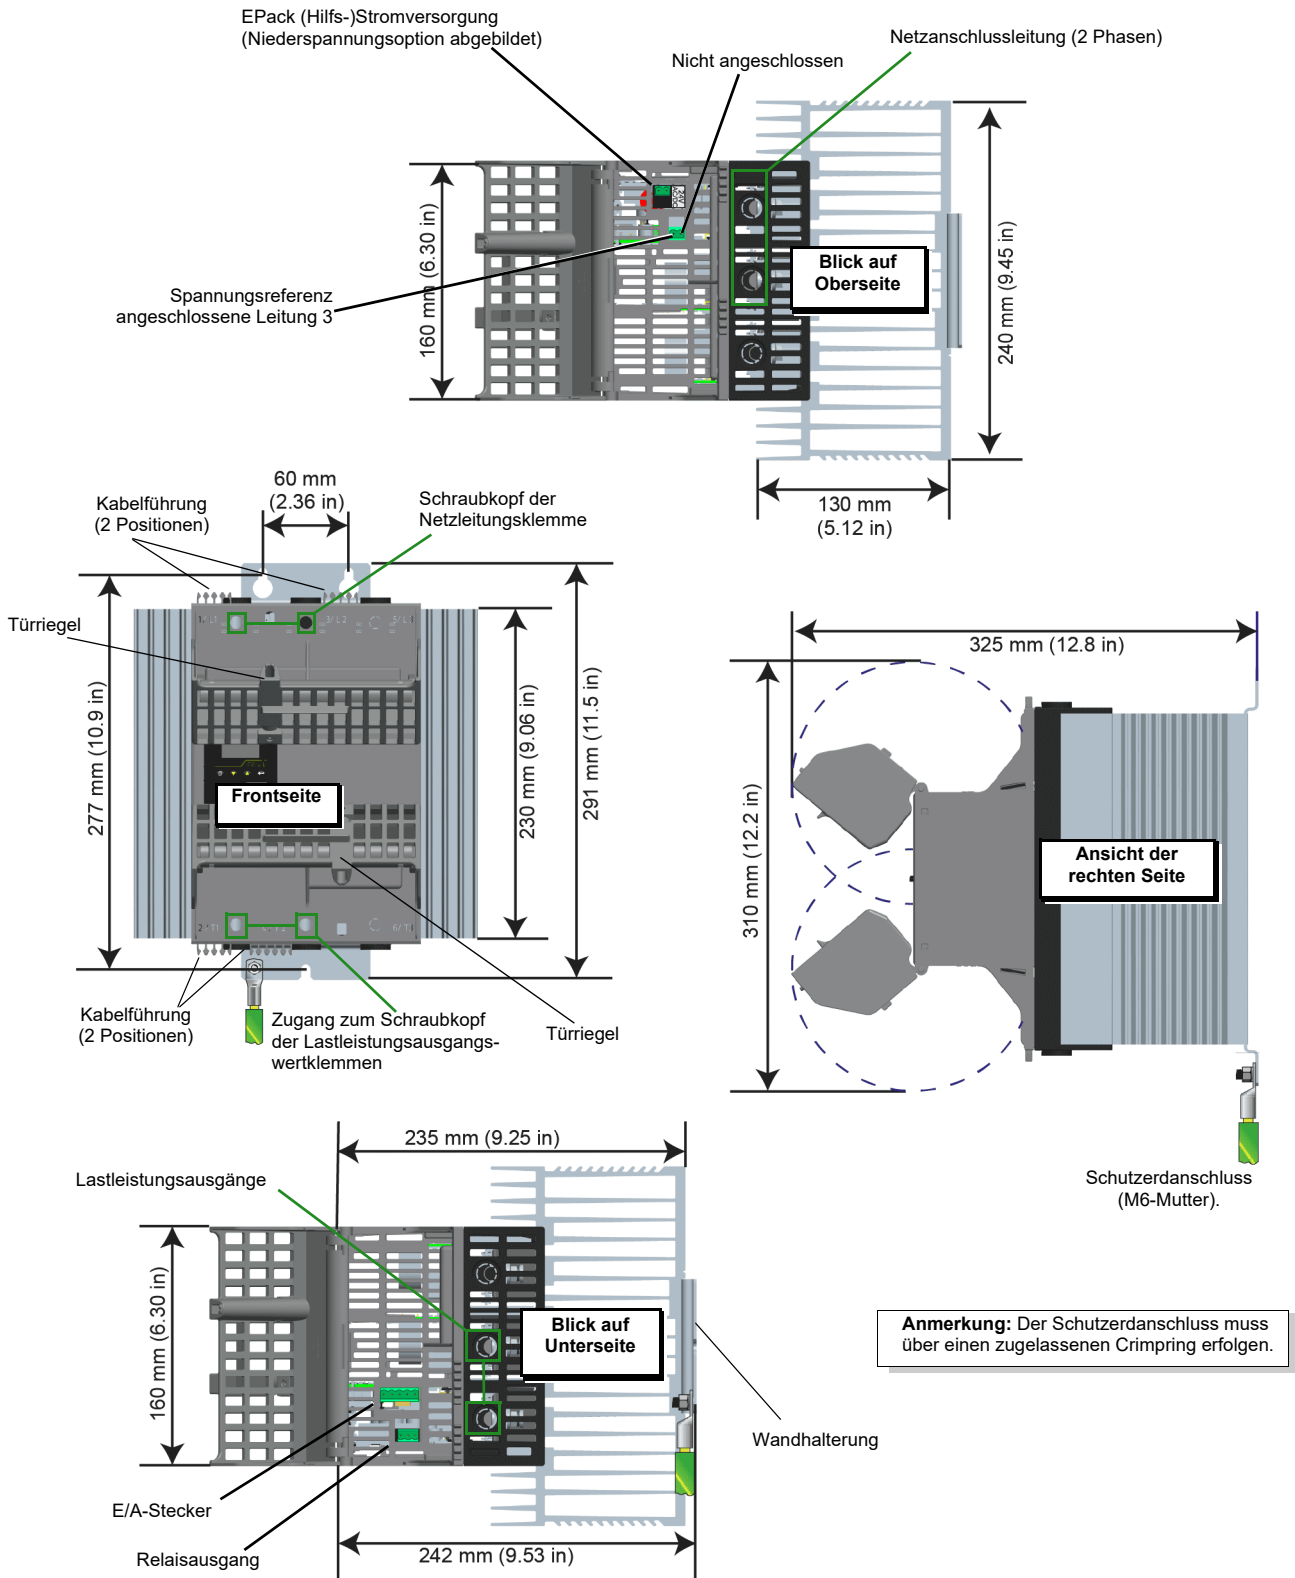 EPack (Hilfs-)Stromversorgung
(Niederspannungsoption abgebildet)
Nicht angeschlossen
Netzanschlussleitung (2 Phasen)
160 mm (6.30 in)
Blick auf
Oberseite
240 mm (9.45 in)
Spannungsreferenz
angeschlossene Leitung 3
130 mm
(5.12 in)
60 mm
(2.36 in)
Kabelführung
(2 Positionen)
Schraubkopf der
Netzleitungsklemme
Türriegel
277 mm (10.9 in)
Frontseite
230 mm (9.06 in)
291 mm (11.5 in)
Kabelführung
(2 Positionen)
Zugang zum Schraubkopf
der Lastleistungsausgangs-
wertklemmen
Türriegel
325 mm (12.8 in)
310 mm (12.2 in)
Ansicht der
rechten Seite
Schutzerdanschluss
(M6-Mutter).
235 mm (9.25 in)
Lastleistungsausgänge
160 mm (6.30 in)
Blick auf
Unterseite
Wandhalterung
E/A-Stecker
Relaisausgang
242 mm (9.53 in)
Anmerkung: Der Schutzerdanschluss muss
über einen zugelassenen Crimpring erfolgen.